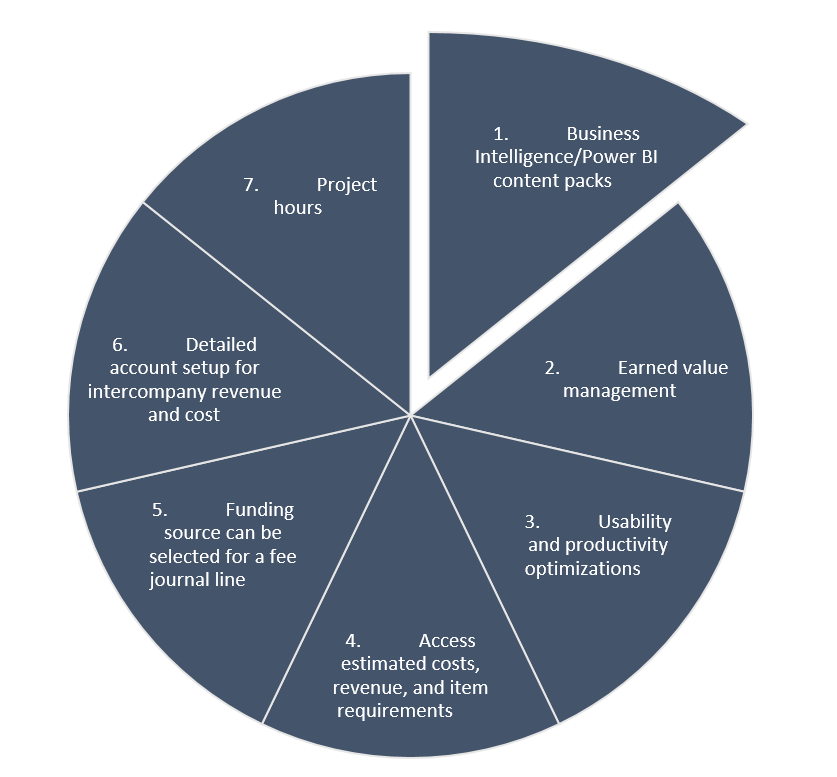 1. Business
Intelligence/Power BI
content packs
2. Earned value
management
3. Usability
and productivity
optimizations
4. Access
estimated costs,
revenue, and item
requirements
5. Funding
source can be
selected for a fee
journal line
6. Detailed
account setup for
intercompany revenue
and cost
7. Project
hours